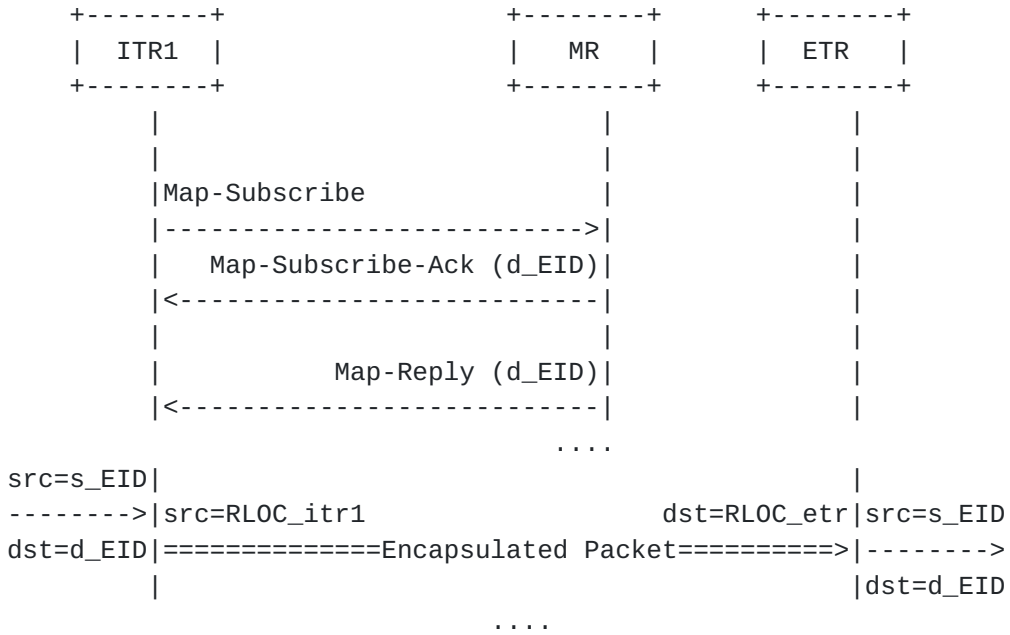 +--------+                  +--------+      +--------+
|  ITR1  |                  |   MR   |      |  ETR   |
+--------+                  +--------+      +--------+
|                            |               |
|                            |               |
|Map-Subscribe               |               |
|--------------------------->|               |
|   Map-Subscribe-Ack (d_EID)|               |
|<---------------------------|               |
|                            |               |
|           Map-Reply (d_EID)|               |
|<---------------------------|               |
....
src=s_EID|                                            |
-------->|src=RLOC_itr1                   dst=RLOC_etr|src=s_EID
dst=d_EID|==============Encapsulated Packet==========>|-------->
|                                            |dst=d_EID
....